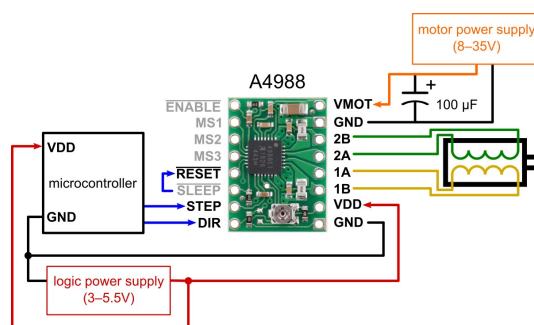 motor power supply
(8–35V)
A4988
+
100 µF
ENABLE
MS1
MS2
MS3
RESET
SLEEP
STEP
DIR
VMOT
GND
2B
2A
1A
1B
VDD
GND
VDD
microcontroller
GND
logic power supply
(3–5.5V)